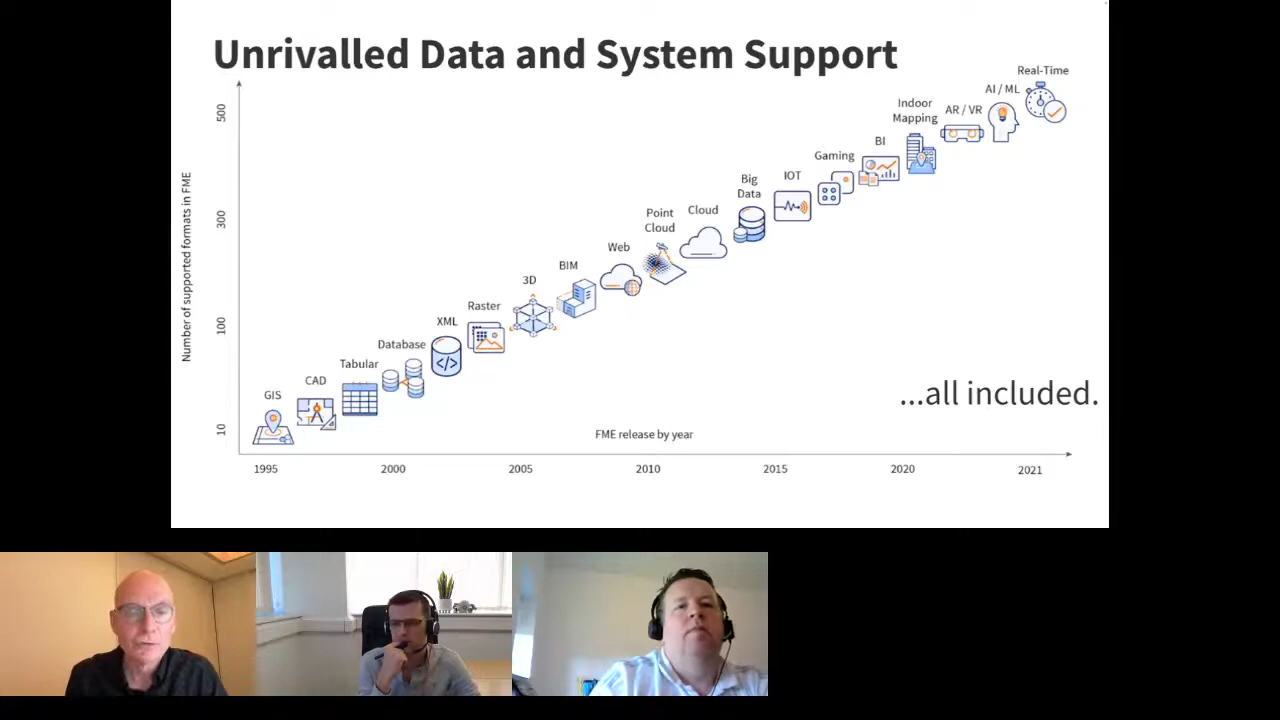 Unrivalled Data and System Support
Real-Time
AI / ML
AR / VR
Indoor
Mapping
BI
Gaming
IOT
Big
Data
Cloud
Point
Cloud
Web
BIM
3D
Raster
XML
</>
Database
Tabular
CAD
GIS
500
300
100
10
Number of supported formats in FME
...all included.
FME release by year
1995
2000
2005
2010
2015
2020
2021